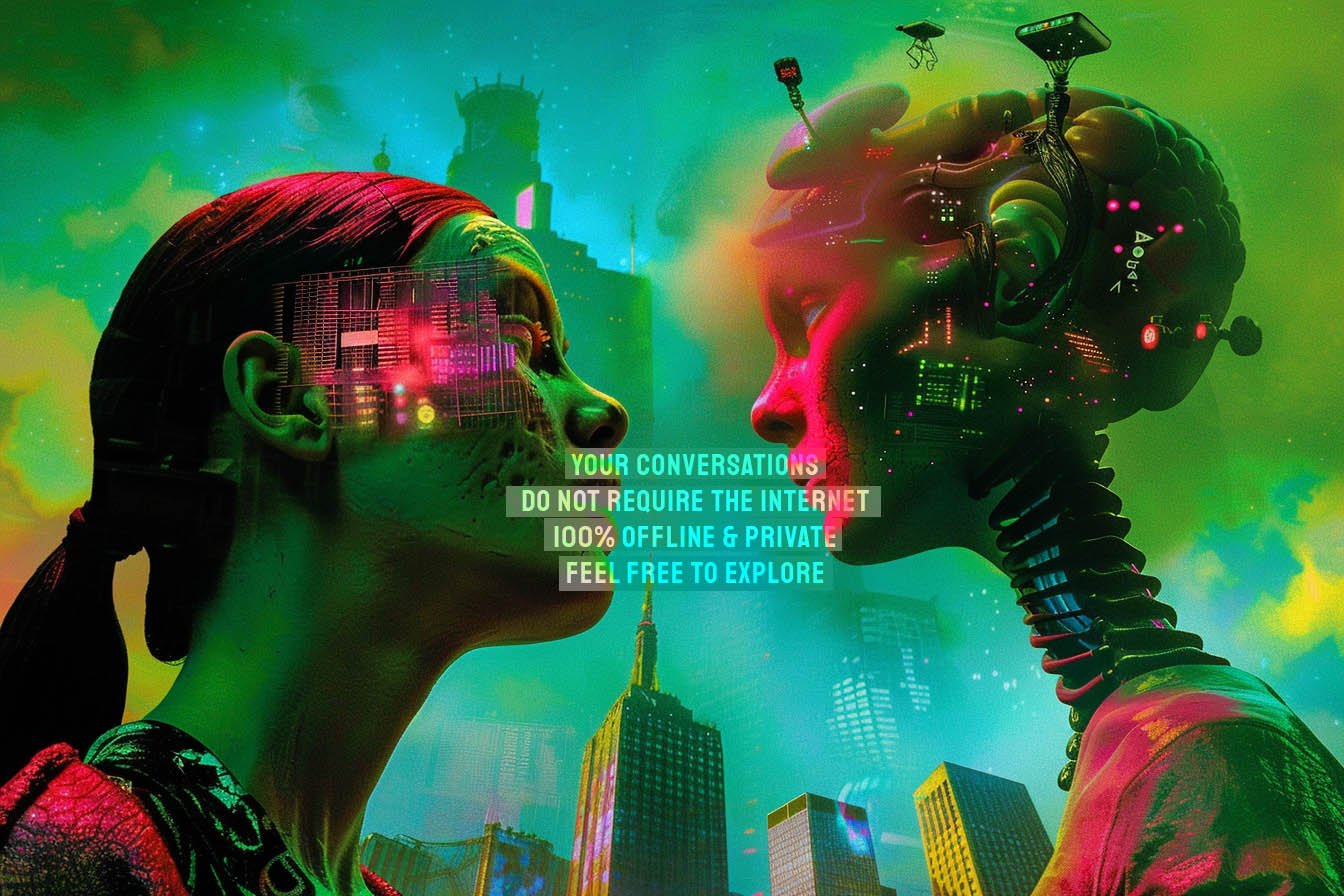 YOUR CONVERSATIONS
DO NOT REQUIRE THE INTERNET
100% OFFLINE & PRIVATE
FEEL FREE TO EXPLORE